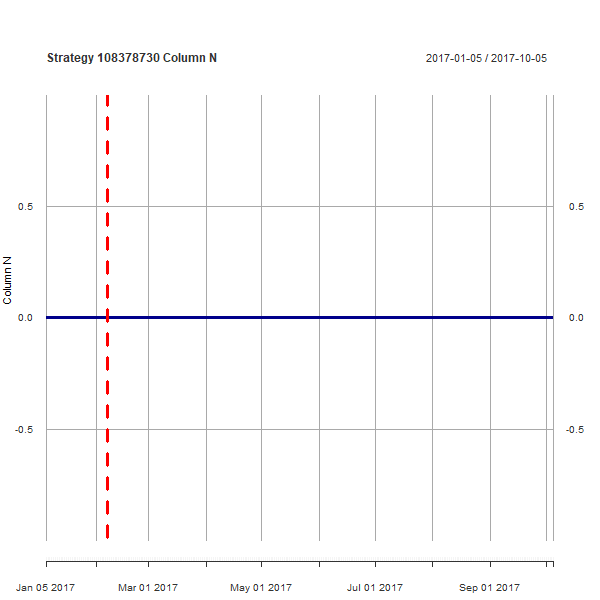 Strategy 108378730 Column N
2017-01-05 / 2017-10-05
0.5
0.5
Column N
0.0
0.0
-0.5
-0.5
Jan 05 2017
Mar 01 2017
May 01 2017
Jul 01 2017
Sep 01 2017